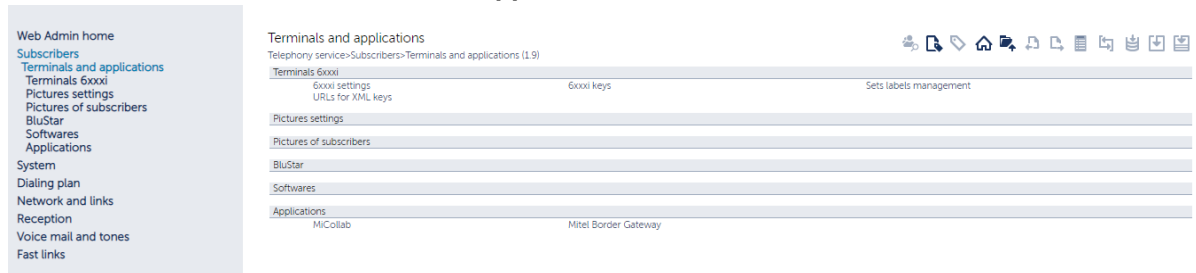 Web Admin home
Subscribers
Terminals and applications
Terminals 6xxxi
Pictures settings
Pictures of subscribers
BluStar
Softwares
Applications
System
Dialing plan
Network and links
Reception
Voice mail and tones
Fast links
Terminals and applications
Telephony service>Subscribers>Terminals and applications (1.9)
Terminals 6xxxi
6xxxi settings 6xxxi keys Sets labels management
URLs for XML keys
Pictures settings
Pictures of subscribers
BluStar
Softwares
Applications
MiCollab Mitel Border Gateway